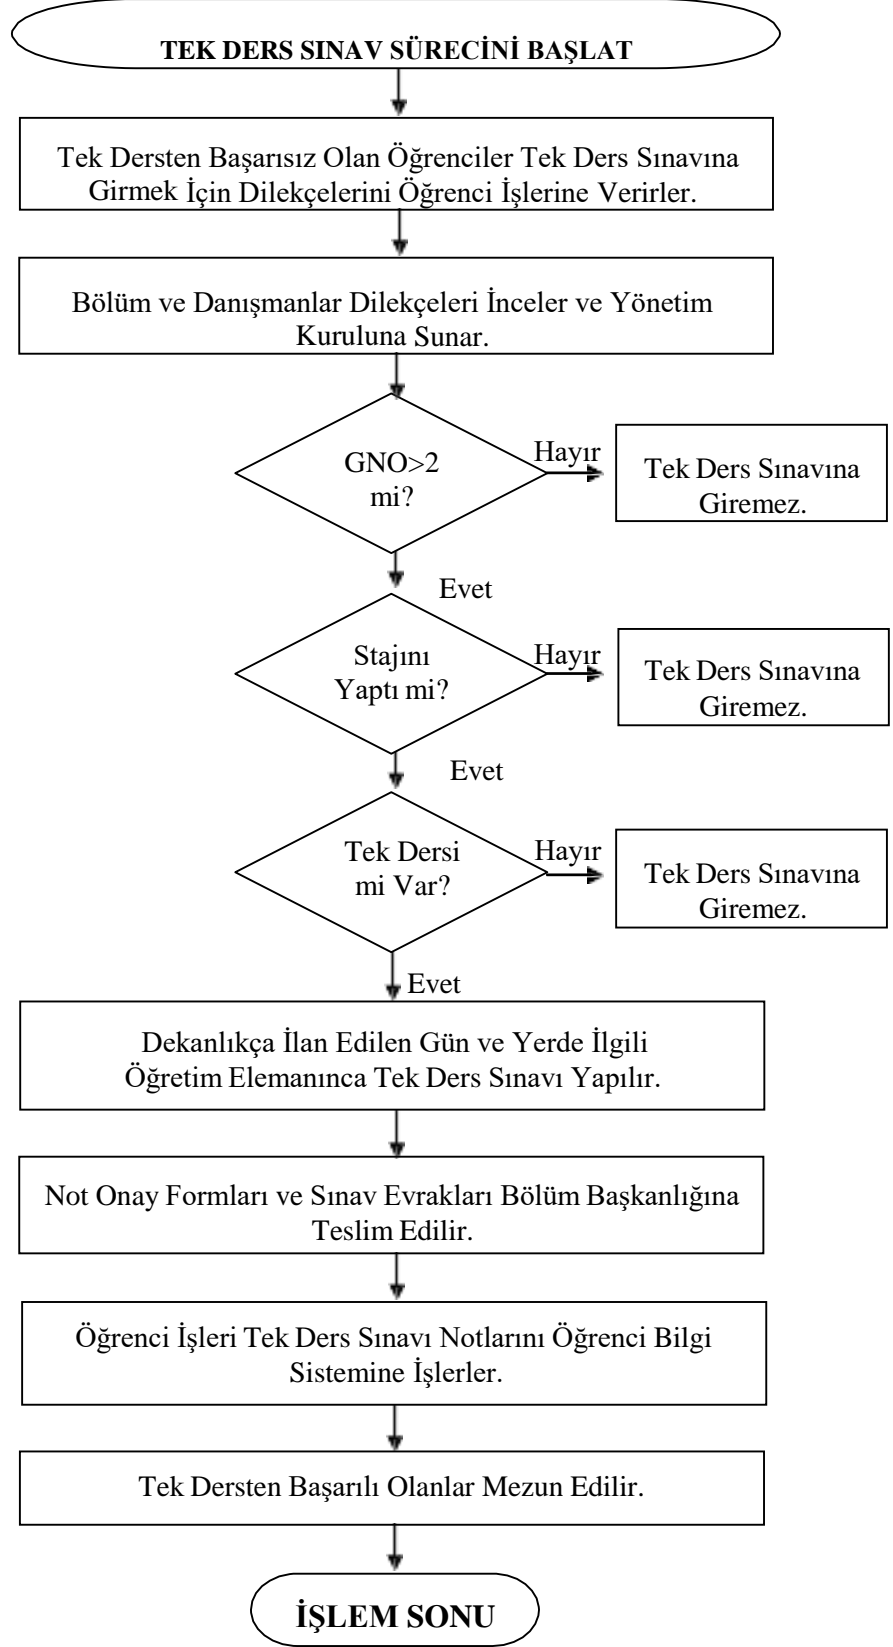 TEK DERS SINAV SÜRECİNİ BAŞLAT
Tek Dersten Başarısız Olan Öğrenciler Tek Ders Sınavına
Girmek İçin Dilekçelerini Öğrenci İşlerine Verirler.
Bölüm ve Danışmanlar Dilekçeleri İnceler ve Yönetim
Kuruluna Sunar.
GNO>2
mi?
Hayır
Tek Ders Sınavına
Giremez.
Evet
Stajını
Yaptı mi?
Hayır
Tek Ders Sınavına
Giremez.
Evet
Tek Dersi
mi Var?
Hayır
Tek Ders Sınavına
Giremez.
Evet
Dekanlıkça İlan Edilen Gün ve Yerde İlgili
Öğretim Elemanınca Tek Ders Sınavı Yapılır.
Not Onay Formları ve Sınav Evrakları Bölüm Başkanlığına
Teslim Edilir.
Öğrenci İşleri Tek Ders Sınavı Notlarını Öğrenci Bilgi
Sistemine İşlerler.
Tek Dersten Başarılı Olanlar Mezun Edilir.
İŞLEM SONU